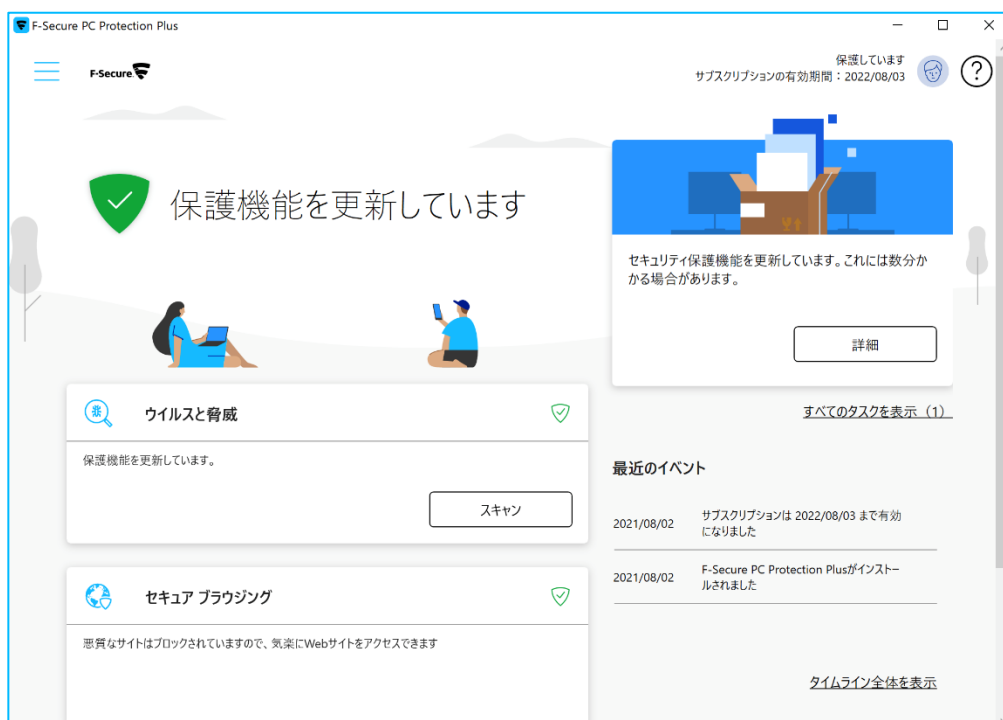 F-Secure PC Protection Plus
F-Secure
保護しています
サブスクリプションの有効期間：2022/08/03
?
保護機能を更新しています
セキュリティ保護機能を更新しています。これには数分か
かる場合があります。
詳細
すべてのタスクを表示（1）
ウイルスと脅威
保護機能を更新しています。
スキャン
最近のイベント
2021/08/02
サブスクリプションは 2022/08/03 まで有効
になりました
2021/08/02
F-Secure PC Protection Plusがインストー
ルされました
セキュア ブラウジング
悪質なサイトはブロックされていますので、気楽にWebサイトをアクセスできます
タイムライン全体を表示